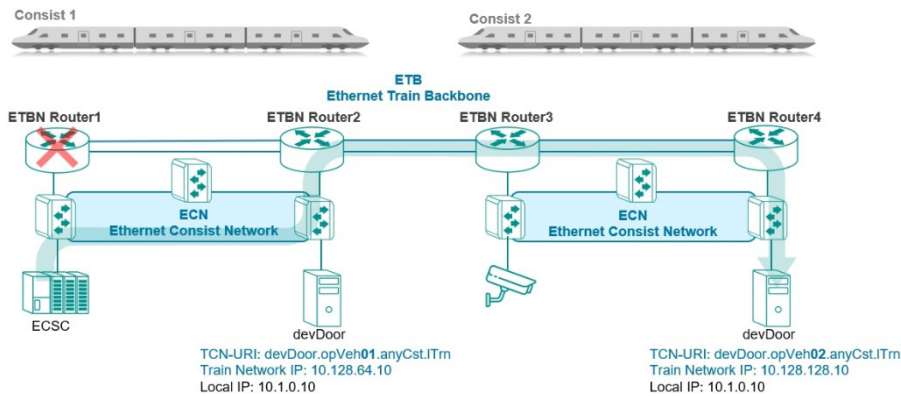 Consist 1
Consist 2
ETB
Ethernet Train Backbone
ETBN Router1
ETBN Router2
ETBN Router3
ETBN Router4
ECN
Ethernet Consist Network
ECN
Ethernet Consist Network
ECSC
devDoor
TCN-URI: devDoor.opVeh01.anyCst.lTrn
Train Network IP: 10.128.64.10
Local IP: 10.1.0.10
devDoor
TCN-URI: devDoor.opVeh02.anyCst.lTrn
Train Network IP: 10.128.128.10
Local IP: 10.1.0.10